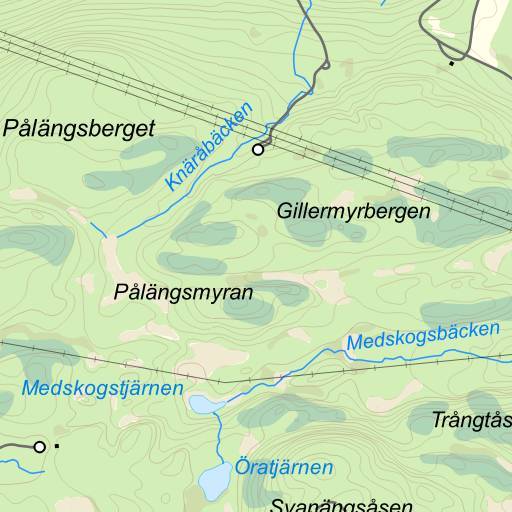 Knäråbäcken
Pålängsberget
Gillermyrbergen
Pålängsmyran
Medskogsbäcken
Medskogstjärnen
Trångtås
Öratjärnen
Svanängsåsen